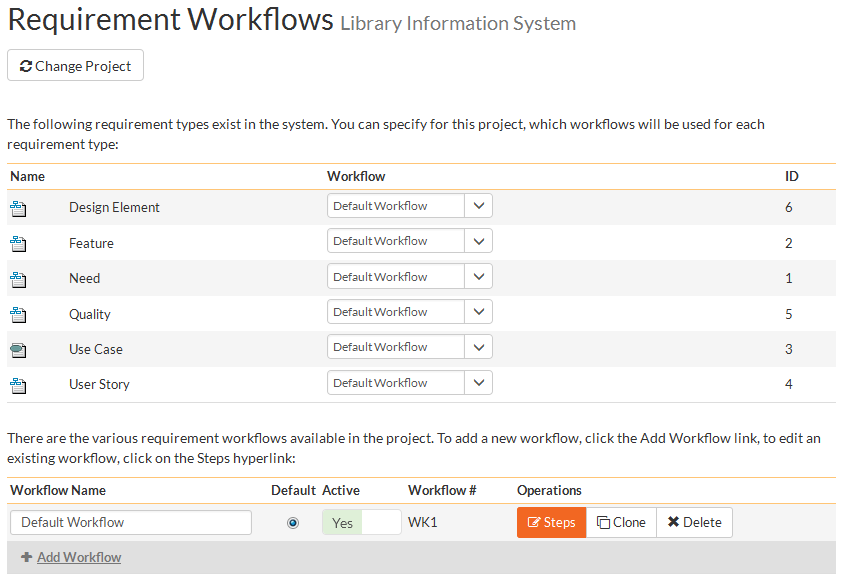 Requirement Workflows Library Information System
Change Project
The following requirement types exist in the system. You can specify for this project, which workflows will be used for each
requirement type:
Name Workflow ID
Design Element Default Workflow 6
Feature Default Workflow 2
Need Default Workflow 1
Quality Default Workflow 5
Use Case Default Workflow 3
User Story Default Workflow 4
There are the various requirement workflows available in the project. To add a new workflow, click the Add Workflow link, to edit an
existing workflow, click on the Steps hyperlink:
Workflow Name Default Active Workflow # Operations
Default Workflow Yes WK1 Steps Clone Delete
Add Workflow